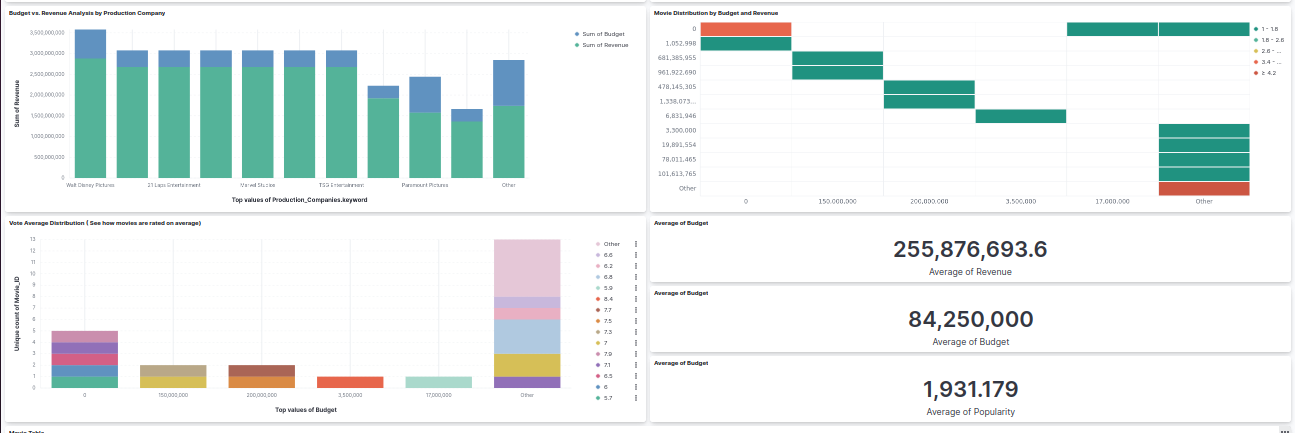 Budget vs. Revenue Analysis by Production Company
3,500,000,000
3,000,000,000
2,500,000,000
2,000,000,000
1,500,000,000
1,000,000,000
500,000,000
0
Sum of Revenue
Walt Disney Pictures
21 Laps Entertainment
Marvel Studios
TSG Entertainment
Paramount Pictures
Other
Top values of Production_Companies.keyword
Sum of Budget
Sum of Revenue
Movie Distribution by Budget and Revenue
0
1,052,998
681,385,955
961,922,690
478,145,305
1,338,073...
6,831,946
3,300,000
19,891,554
78,011,465
101,613,765
Other
0
150,000,000
200,000,000
3,500,000
17,000,000
Other
1 - 1.8
1.8 - 2.6
2.6 - ...
3.4 - ...
≥ 4.2
Vote Average Distribution ( See how movies are rated on average)
13
12
11
10
9
8
7
6
5
4
3
2
1
0
Unique count of Movie_ID
0
150,000,000
200,000,000
3,500,000
17,000,000
Other
Top values of Budget
Other
6.6
6.2
6.8
5.9
8.4
7.7
7.5
7.3
7
7.9
7.1
6.5
6
5.7
Average of Budget
255,876,693.6
Average of Revenue
Average of Budget
84,250,000
Average of Budget
Average of Budget
1,931.179
Average of Popularity
Movie Table